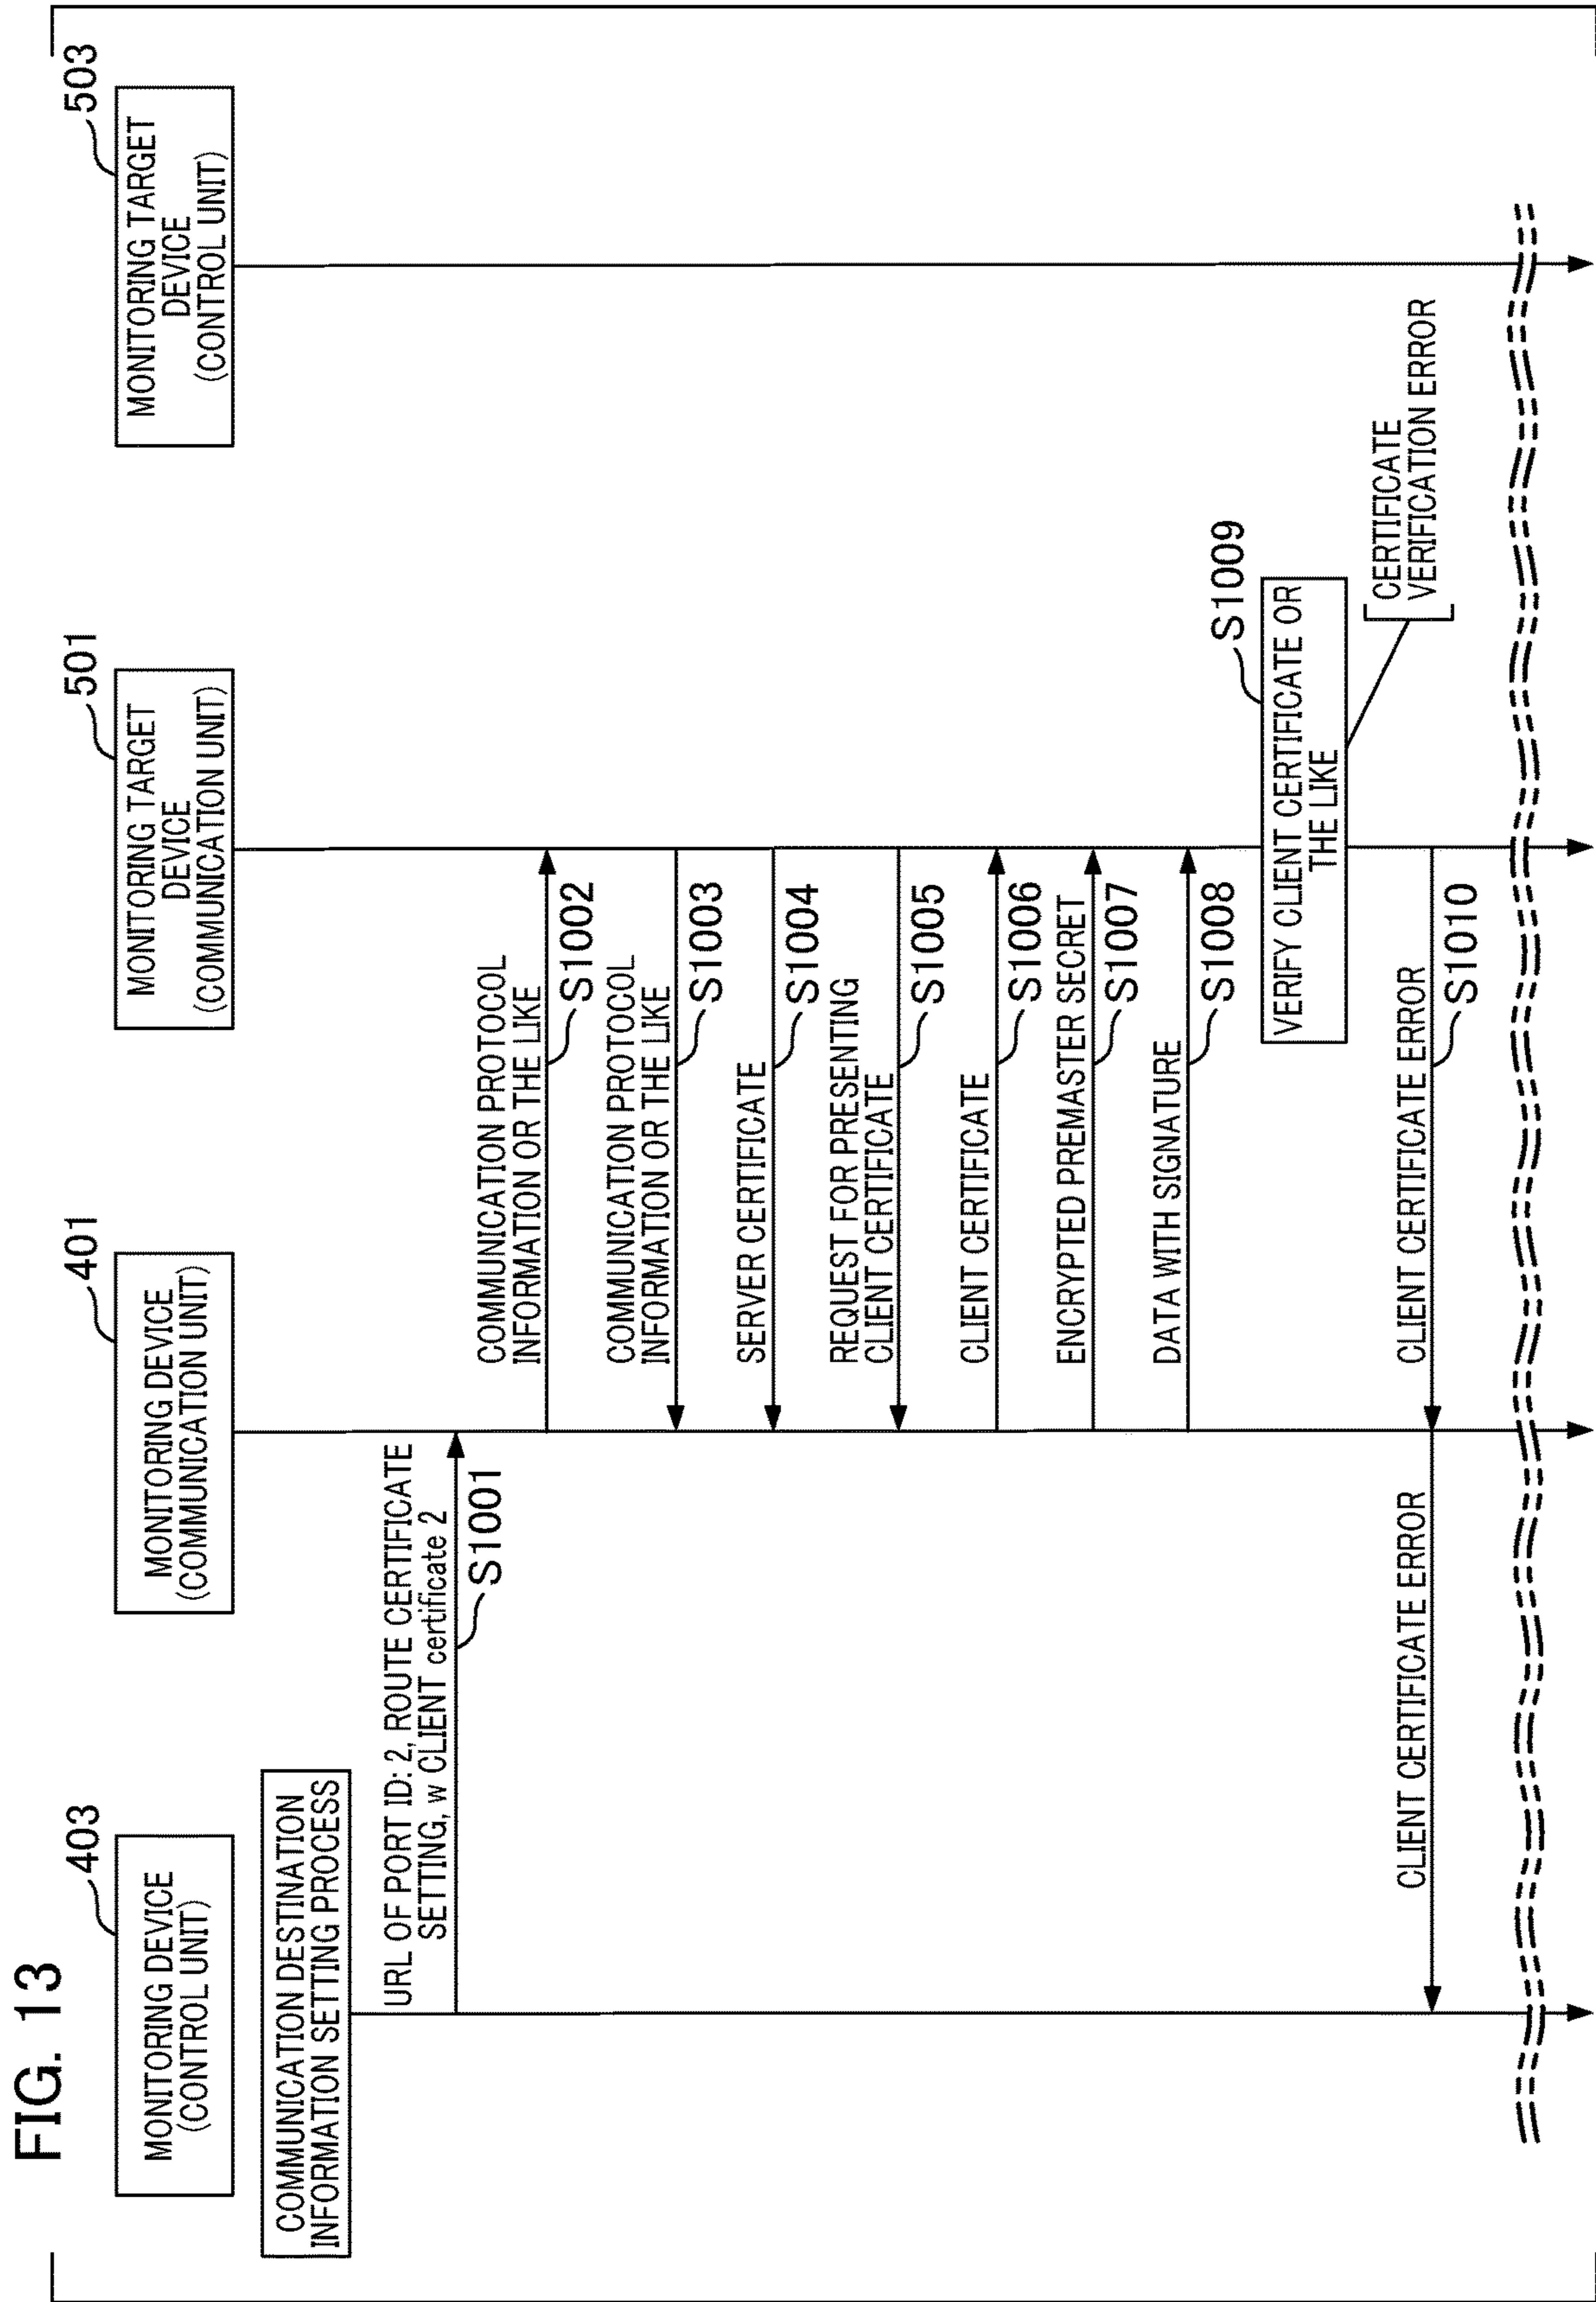 FIG. 13
403
MONITORING DEVICE
(CONTROL UNIT)
401
MONITORING DEVICE
(COMMUNICATION UNIT)
501
MONITORING TARGET
DEVICE
(COMMUNICATION UNIT)
503
MONITORING TARGET
DEVICE
(CONTROL UNIT)
COMMUNICATION DESTINATION
INFORMATION SETTING PROCESS
URL OF PORT ID: 2, ROUTE CERTIFICATE
SETTING, w CLIENT certificate 2
S1001
COMMUNICATION PROTOCOL
INFORMATION OR THE LIKE
S1002
COMMUNICATION PROTOCOL
INFORMATION OR THE LIKE
S1003
SERVER CERTIFICATE
S1004
REQUEST FOR PRESENTING
CLIENT CERTIFICATE
S1005
CLIENT CERTIFICATE
S1006
ENCRYPTED PREMASTER SECRET
S1007
DATA WITH SIGNATURE
S1008
S1009
VERIFY CLIENT CERTIFICATE OR
THE LIKE
CERTIFICATE
VERIFICATION ERROR
CLIENT CERTIFICATE ERROR
S1010
CLIENT CERTIFICATE ERROR